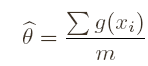 θ̂ = ∑ g(xᵢ) / m